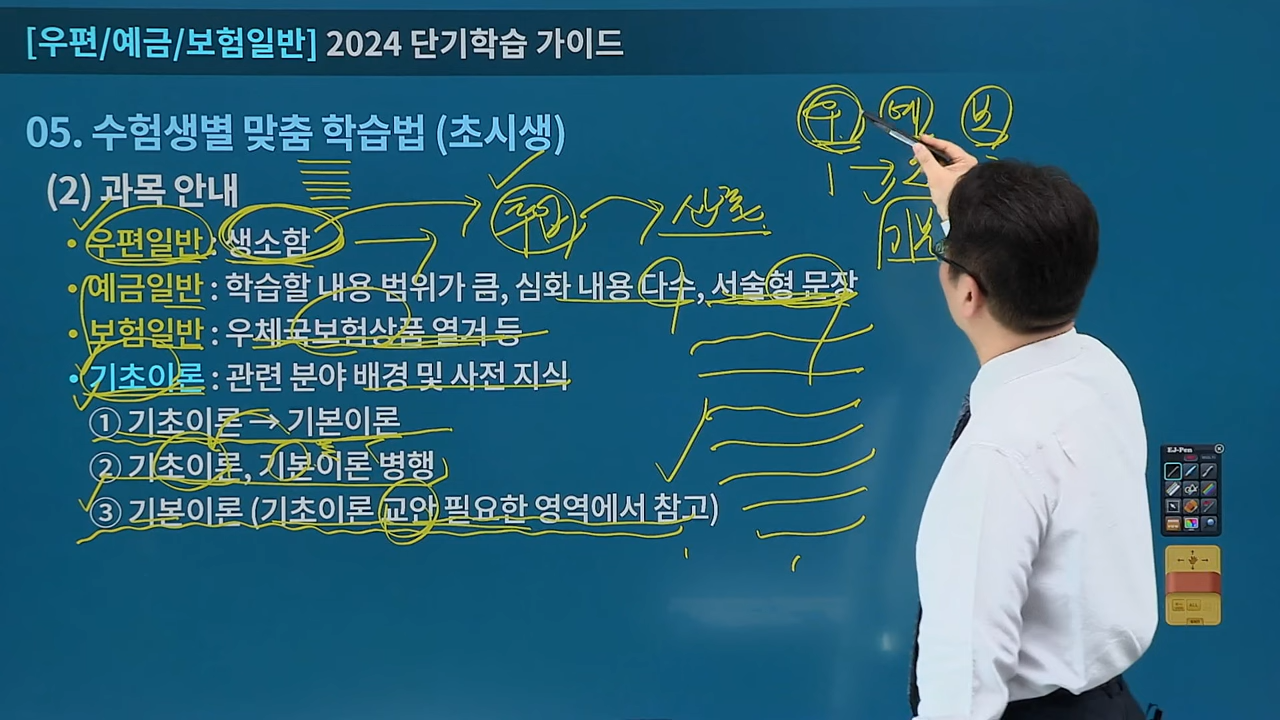 [우편/예금/보험일반] 2024 단기학습 가이드
05. 수험생별 맞춤 학습법 (초시생)
(2) 과목 안내
• 우편일반 : 생소함
• 예금일반 : 학습할 내용 범위가 큼, 심화 내용 다수, 서술형 문장
• 보험일반 : 우체국보험상품 열거 등
• 기초이론 : 관련 분야 배경 및 사전 지식
① 기초이론 → 기본이론
② 기초이론, 기본이론 병행
③ 기본이론 (기초이론 교안 필요한 영역에서 참고)
우 예 보
1 →
EJ-Pen